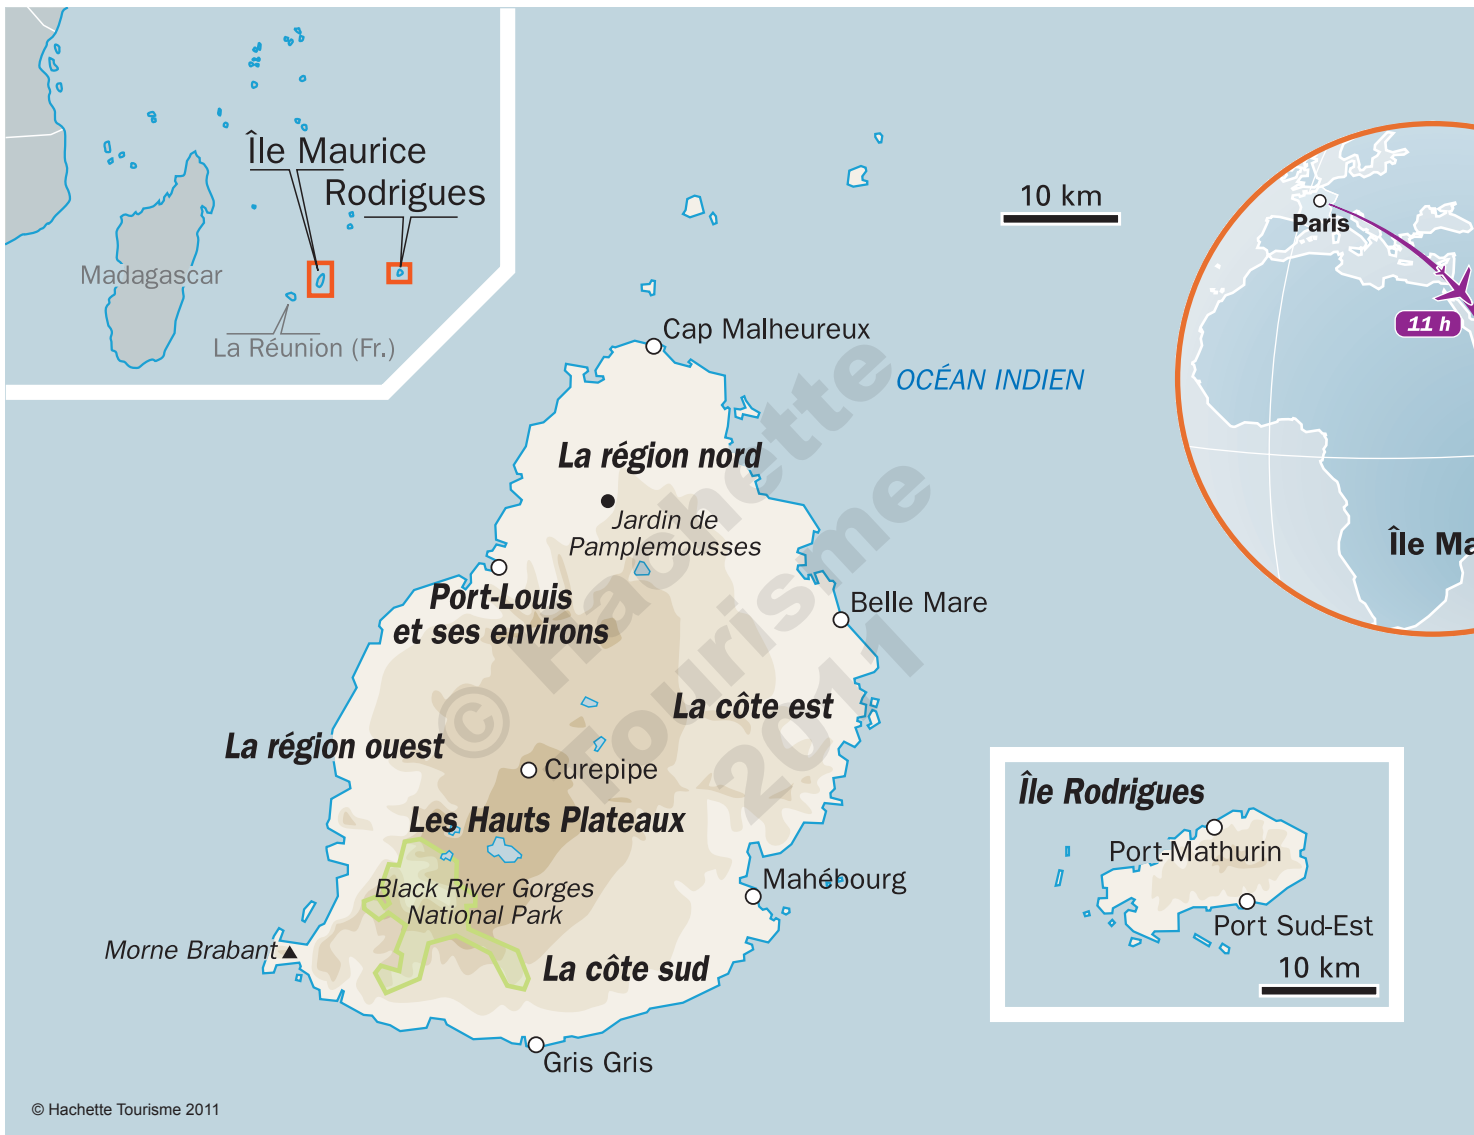 Île Maurice
Rodrigues
Madagascar
La Réunion (Fr.)
10 km
Paris
11 h
Île Ma
Cap Malheureux
OCÉAN INDIEN
La région nord
Jardin de
Pamplemousses
Port-Louis
et ses environs
Belle Mare
La côte est
La région ouest
Curepipe
Les Hauts Plateaux
Black River Gorges
National Park
Mahébourg
Morne Brabant
La côte sud
Gris Gris
Île Rodrigues
Port-Mathurin
Port Sud-Est
10 km
© Hachette
Tourisme
2011
© Hachette Tourisme 2011